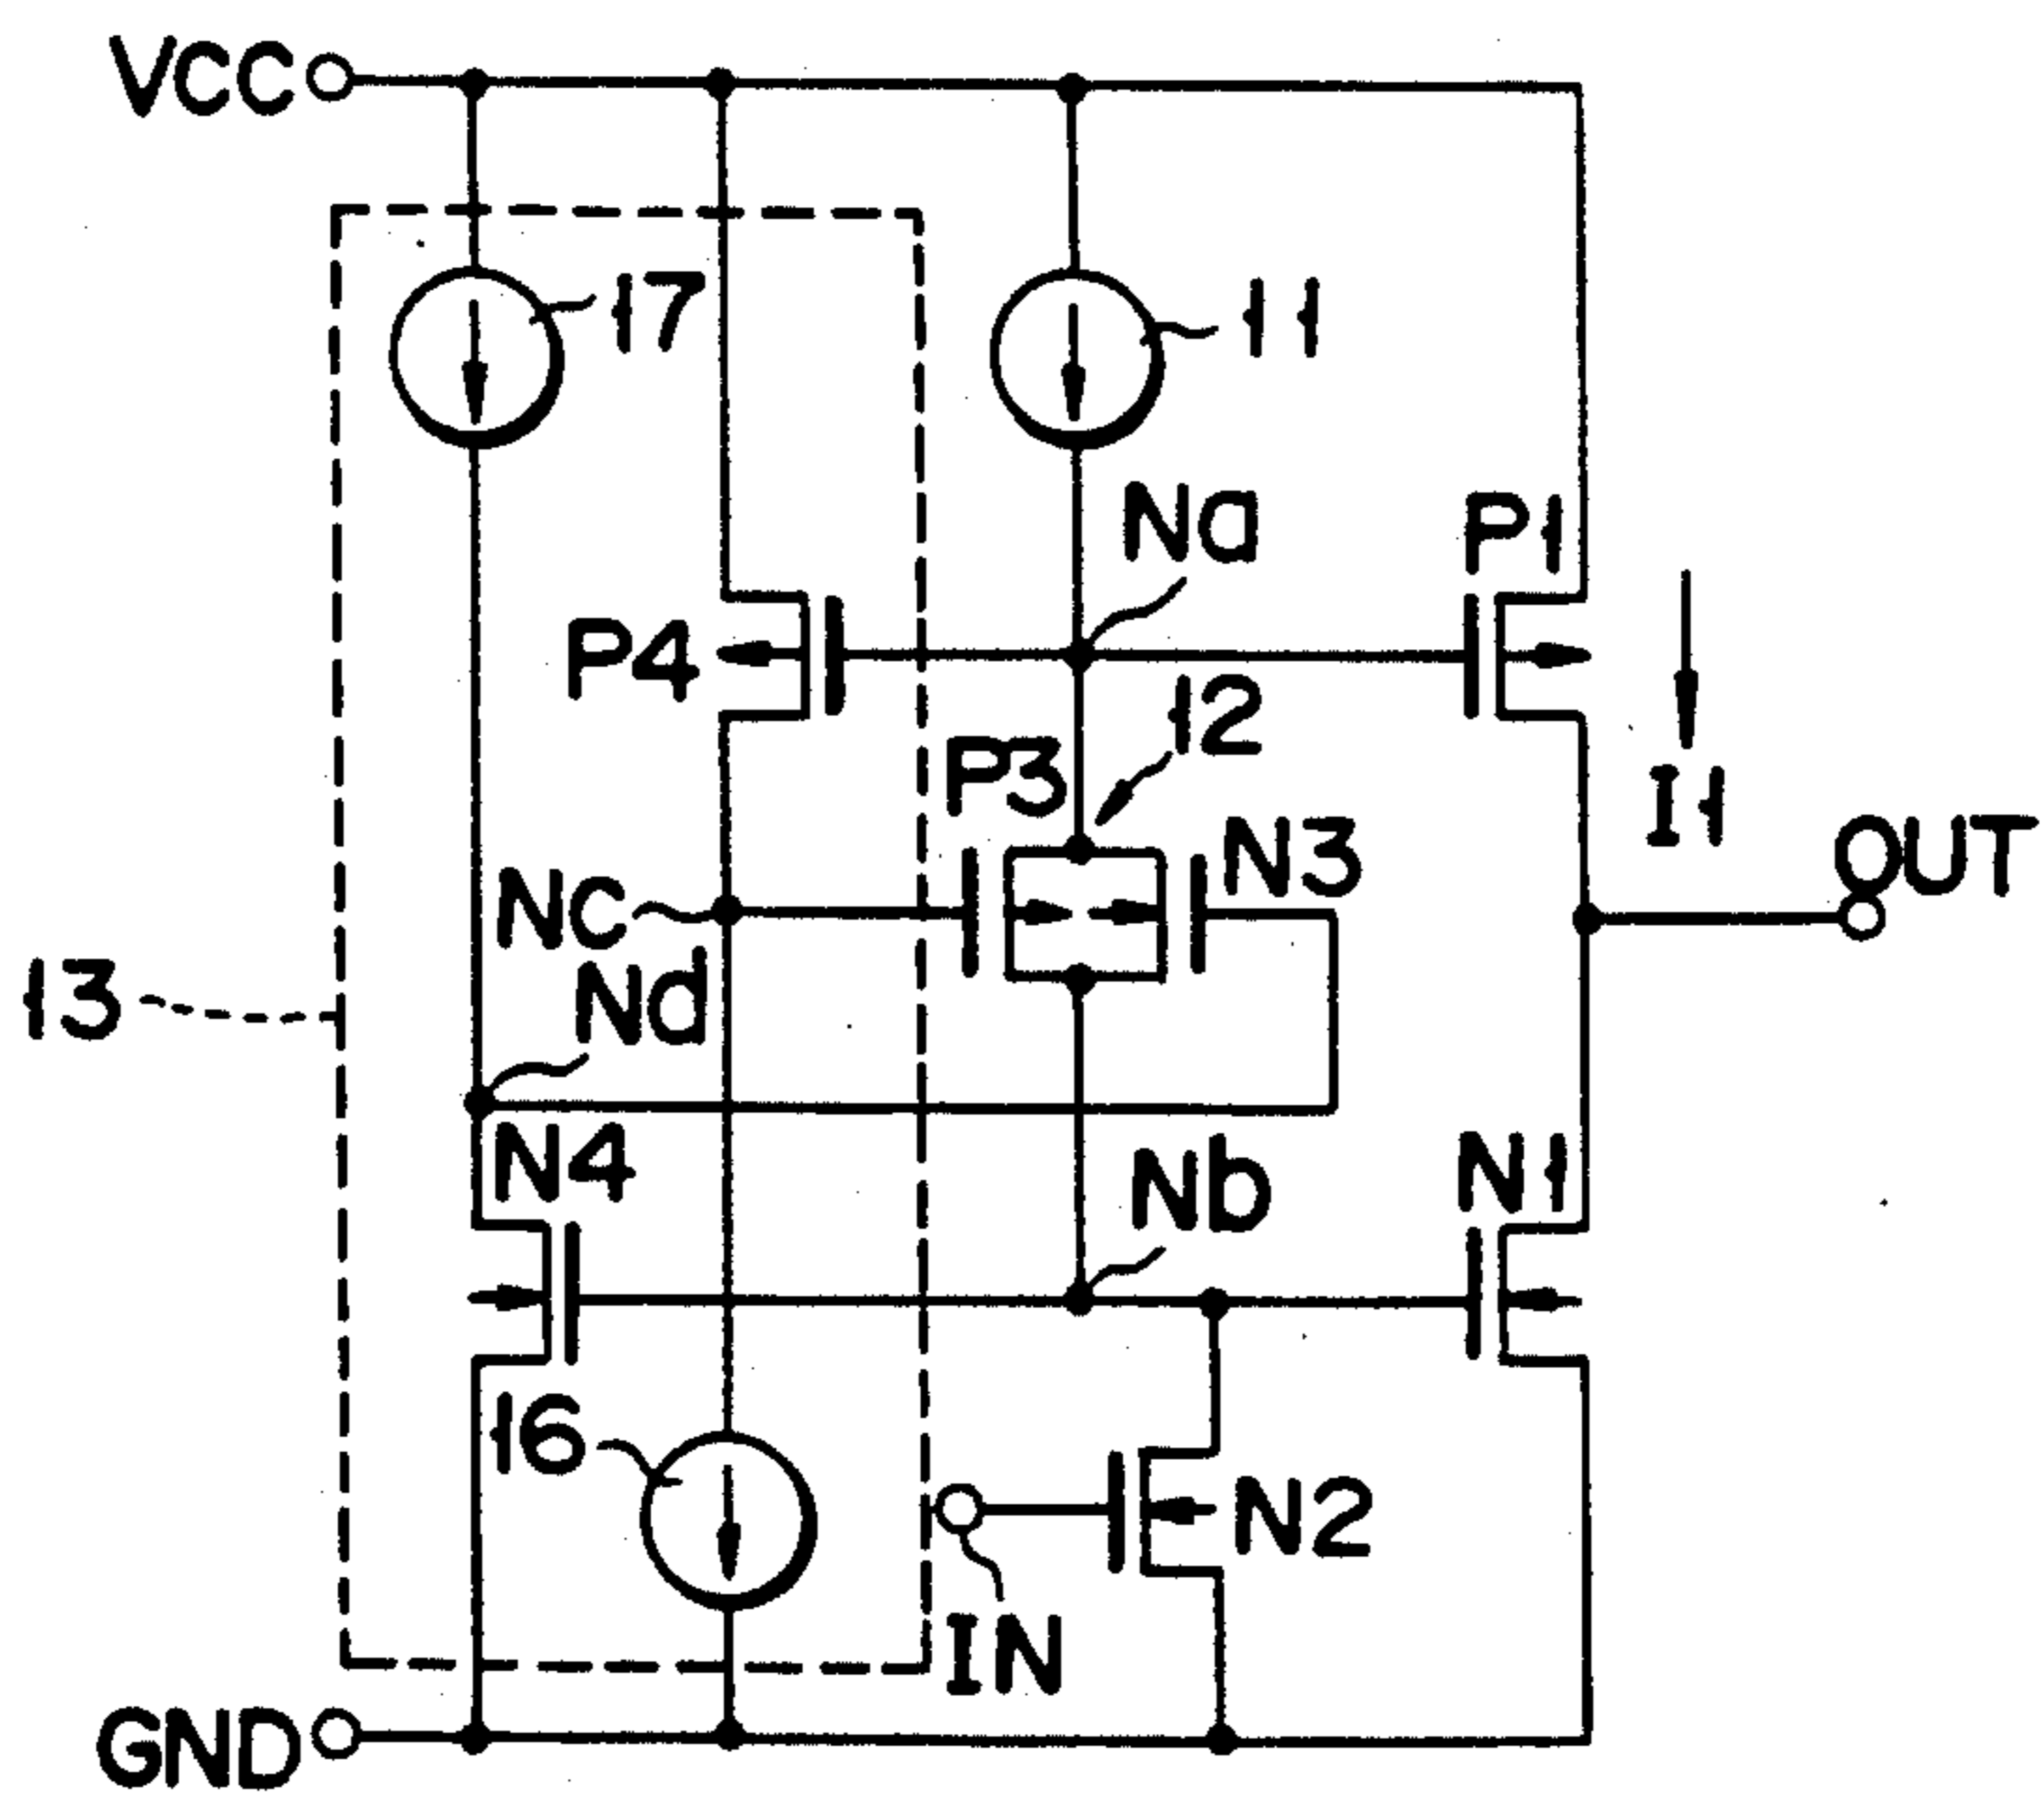 VCC
17
11
Na
P1
P4
12
P3
I1
N3
OUT
NC
Nd
13
N4
Nb
N1
16
N2
IN
GND